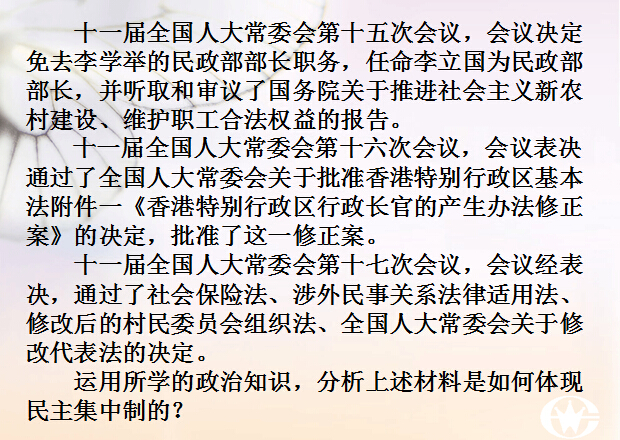 十一届全国人大常委会第十五次会议，会议决定
免去李学举的民政部部长职务，任命李立国为民政部
部长，并听取和审议了国务院关于推进社会主义新农
村建设、维护职工合法权益的报告。
十一届全国人大常委会第十六次会议，会议表决
通过了全国人大常委会关于批准香港特别行政区基本
法附件一《香港特别行政区行政长官的产生办法修正
案》的决定，批准了这一修正案。
十一届全国人大常委会第十七次会议，会议经表
决，通过了社会保险法、涉外民事关系法律适用法、
修改后的村民委员会组织法、全国人大常委会关于修
改代表法的决定。
运用所学的政治知识，分析上述材料是如何体现
民主集中制的？